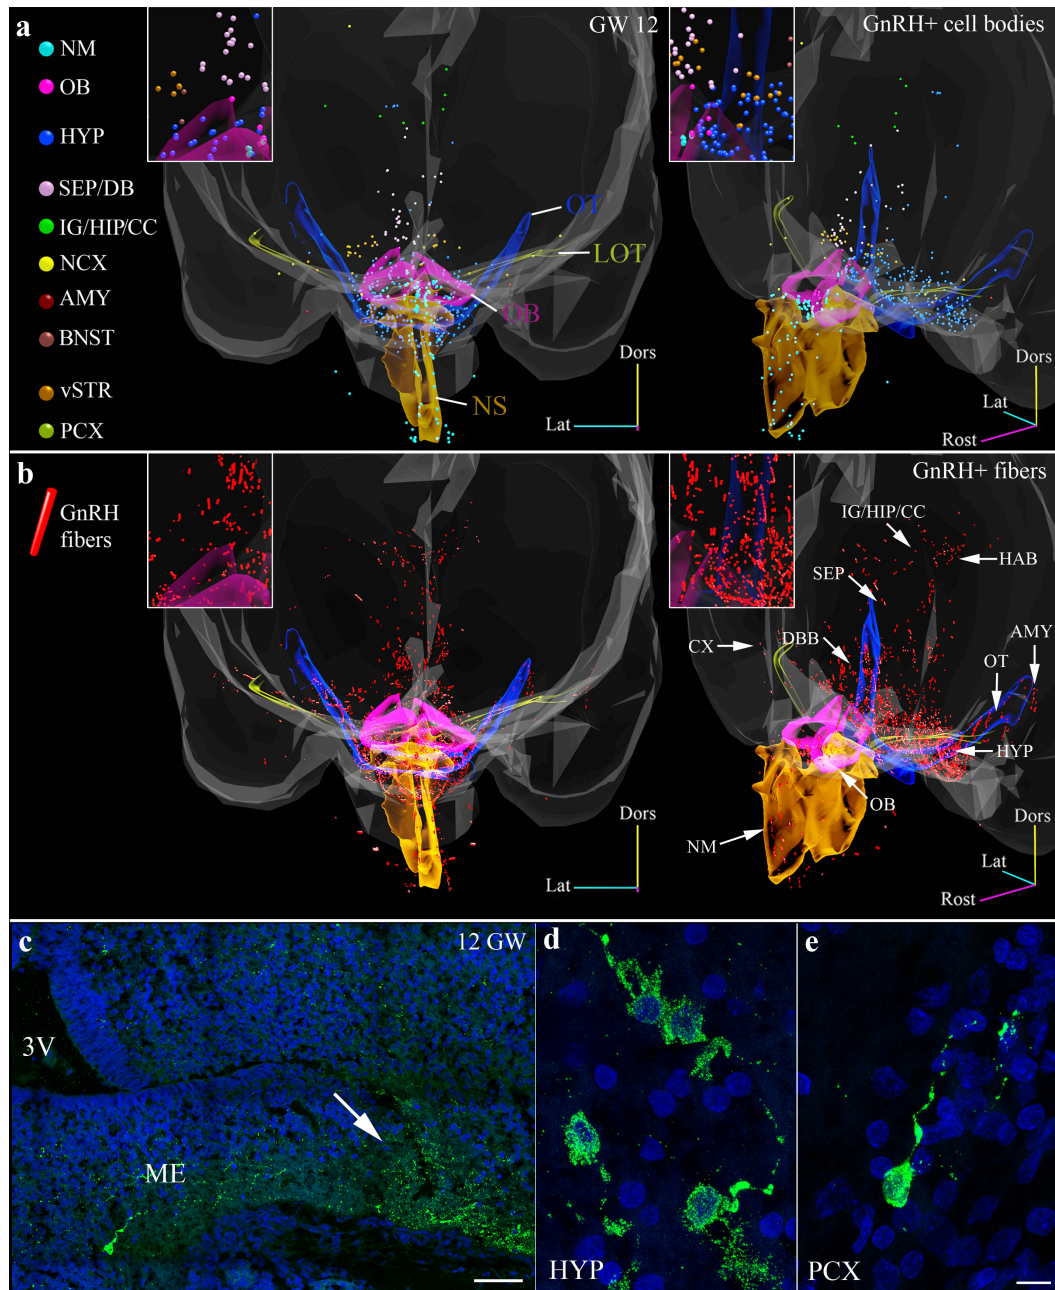 a
GW 12
GnRH+ cell bodies
NM
OB
HYP
SEP/DB
IG/HIP/CC
NCX
AMY
BNST
vSTR
PCX
OT
LOT
OB
NS
Dors
Lat
Dors
Lat
Rost
b
GnRH+ fibers
GnRH
fibers
IG/HIP/CC
HAB
SEP
AMY
CX
DBB
OT
HYP
OB
NM
Dors
Lat
Dors
Lat
Rost
c
12 GW
d
e
3V
ME
HYP
PCX